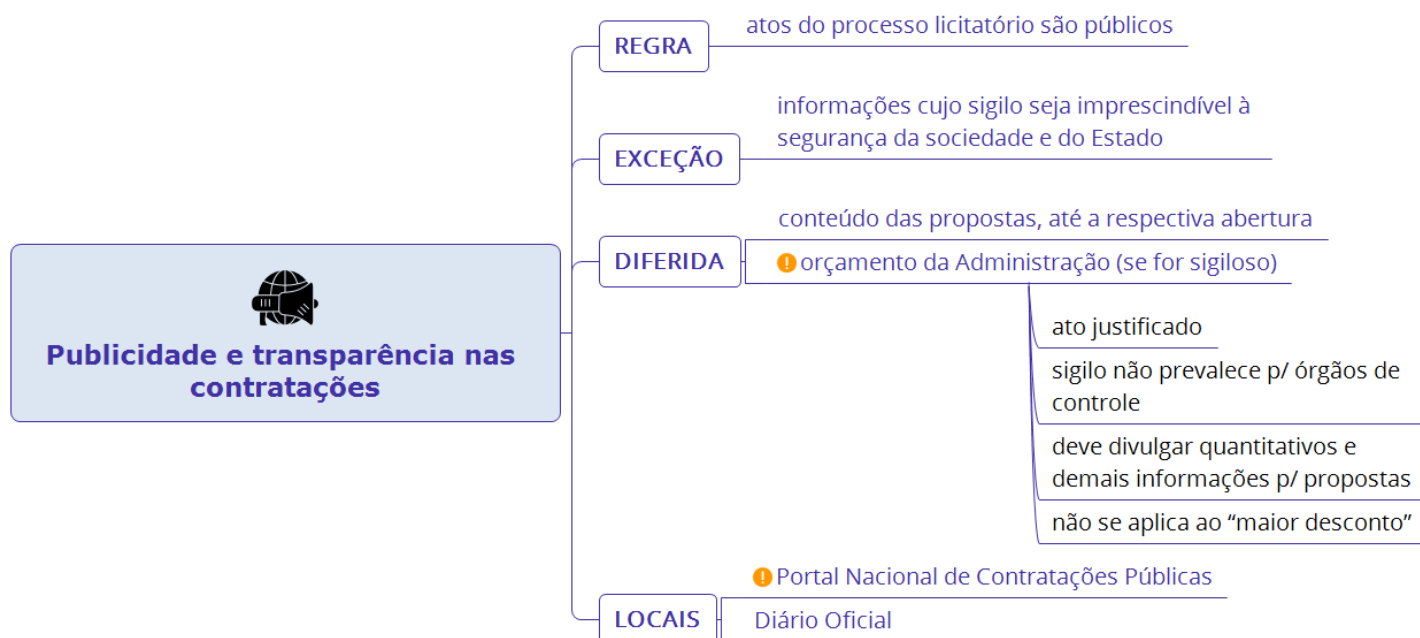 Publicidade e transparência nas
contratações
REGRA
atos do processo licitatório são públicos
EXCEÇÃO
informações cujo sigilo seja imprescindível à
segurança da sociedade e do Estado
DIFERIDA
conteúdo das propostas, até a respectiva abertura
orçamento da Administração (se for sigiloso)
ato justificado
sigilo não prevalece p/ órgãos de
controle
deve divulgar quantitativos e
demais informações p/ propostas
não se aplica ao “maior desconto”
LOCAIS
Portal Nacional de Contratações Públicas
Diário Oficial